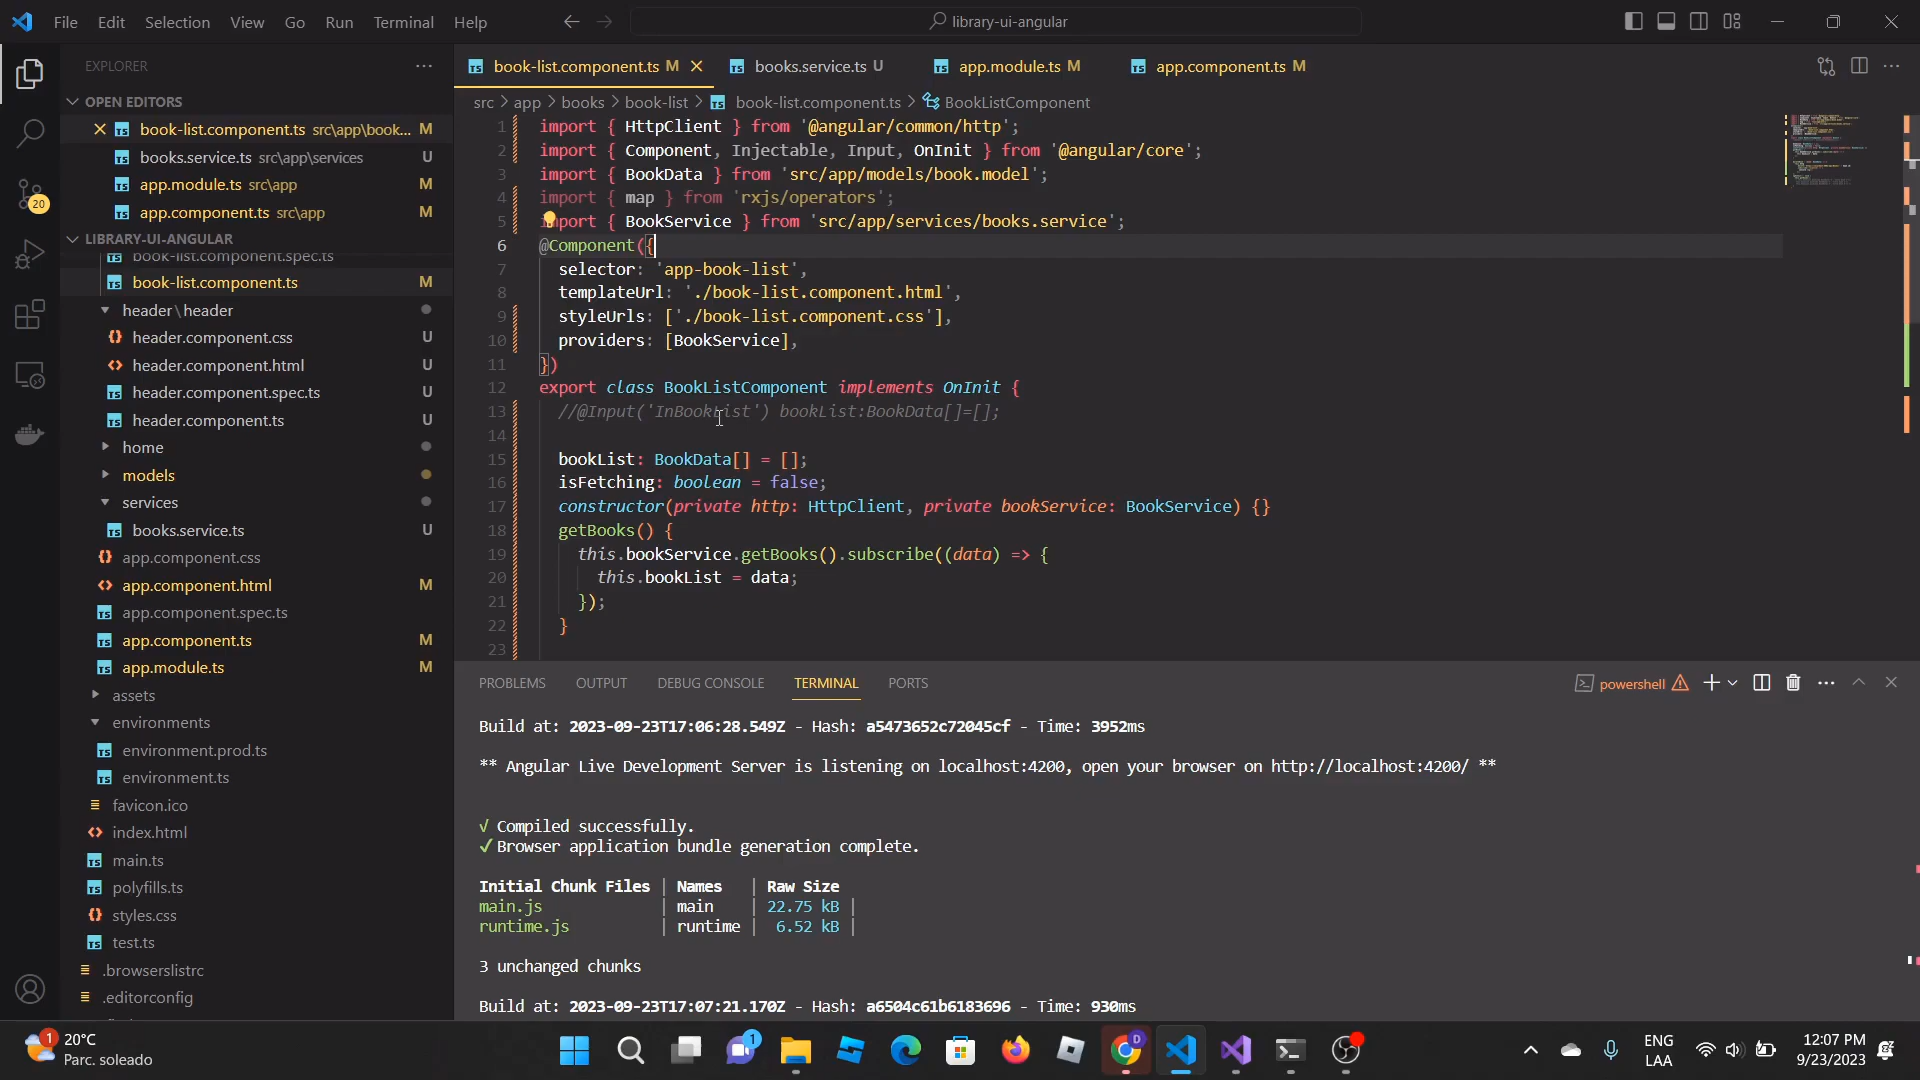 File Edit Selection View Go Run Terminal Help
library-ui-angular
EXPLORER
OPEN EDITORS
book-list.component.ts src\app\book... M
books.service.ts src\app\services U
app.module.ts src\app M
app.component.ts src\app M
LIBRARY-UI-ANGULAR
book-list.component.spec.ts
book-list.component.ts M
header\header
header.component.css U
header.component.html U
header.component.spec.ts U
header.component.ts U
home
models
services
books.service.ts U
app.component.css
app.component.html M
app.component.spec.ts
app.component.ts M
app.module.ts M
assets
environments
environment.prod.ts
environment.ts
favicon.ico
index.html
main.ts
polyfills.ts
styles.css
test.ts
.browserslistrc
.editorconfig
20
book-list.component.ts M
books.service.ts U
app.module.ts M
app.component.ts M
src > app > books > book-list > book-list.component.ts > BookListComponent
1 import { HttpClient } from '@angular/common/http';
2 import { Component, Injectable, Input, OnInit } from '@angular/core';
3 import { BookData } from 'src/app/models/book.model';
4 import { map } from 'rxjs/operators';
5 import { BookService } from 'src/app/services/books.service';
6 @Component({
7 selector: 'app-book-list',
8 templateUrl: './book-list.component.html',
9 styleUrls: ['./book-list.component.css'],
10 providers: [BookService],
11 })
12 export class BookListComponent implements OnInit {
13 //@Input('InBookList') bookList:BookData[]=[];
14
15 bookList: BookData[] = [];
16 isFetching: boolean = false;
17 constructor(private http: HttpClient, private bookService: BookService) {}
18 getBooks() {
19 this.bookService.getBooks().subscribe((data) => {
20 this.bookList = data;
21 });
22 }
23
PROBLEMS OUTPUT DEBUG CONSOLE TERMINAL PORTS
powershell
Build at: 2023-09-23T17:06:28.549Z - Hash: a5473652c72045cf - Time: 3952ms
** Angular Live Development Server is listening on localhost:4200, open your browser on http://localhost:4200/ **
√ Compiled successfully.
✔ Browser application bundle generation complete.
Initial Chunk Files | Names | Raw Size
main.js | main | 22.75 kB |
runtime.js | runtime | 6.52 kB |
3 unchanged chunks
Build at: 2023-09-23T17:07:21.170Z - Hash: a6504c61b6183696 - Time: 930ms
1
20°C
Parc. soleado
1
D
ENG
LAA
12:07 PM
9/23/2023